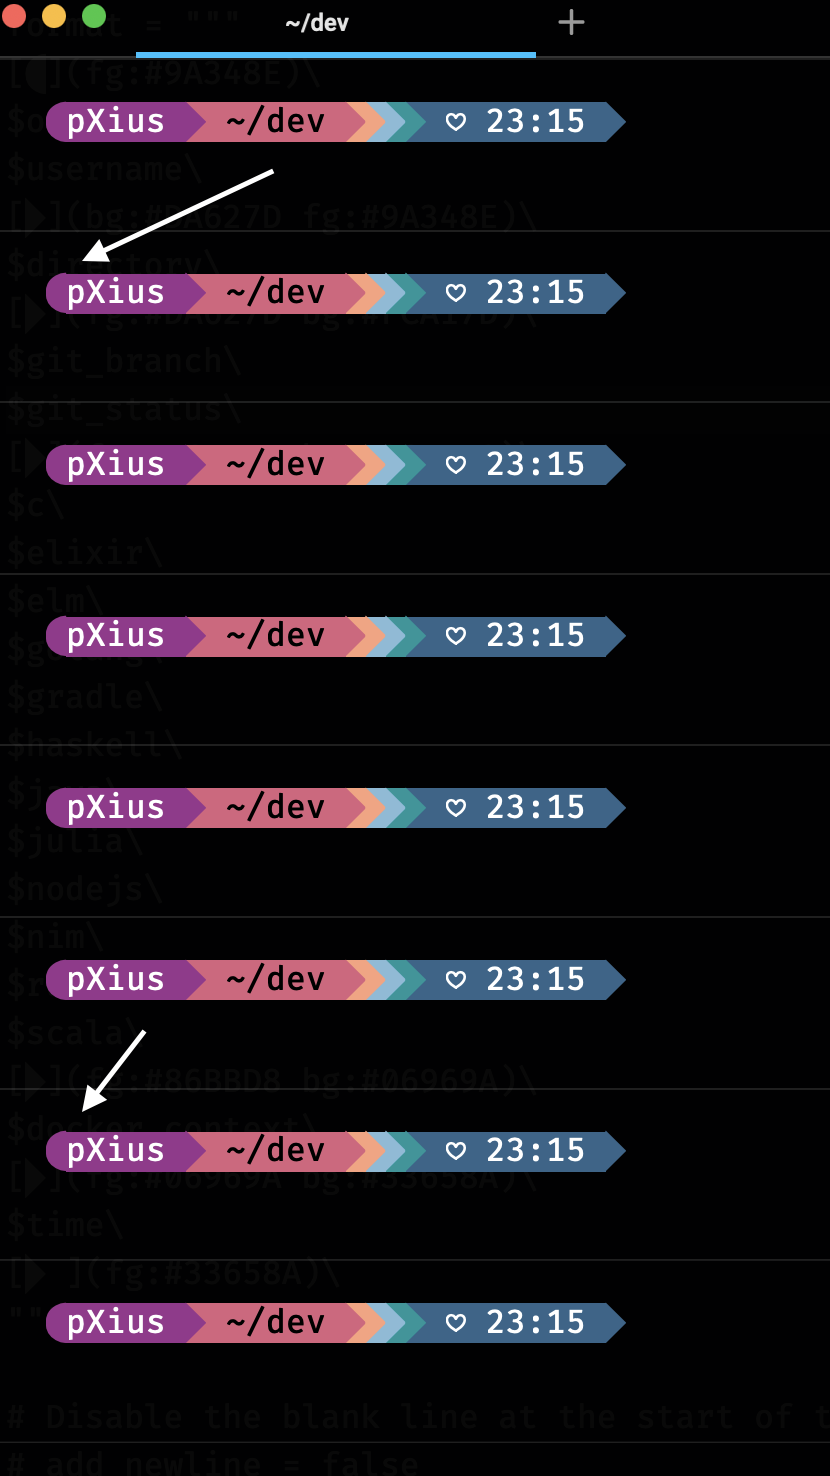 format = """
~/dev
[](fg:#9A348E)\
pXius ~/dev ♡ 23:15
$username\
[](bg:#DA627D fg:#9A348E)\
$directory\
pXius ~/dev ♡ 23:15
[](fg:#DA627D bg:#FCA17D)\
$git_branch\
$git_status\
pXius ~/dev ♡ 23:15
$c\
$elixir\
$elm\
pXius ~/dev ♡ 23:15
$gradle\
$haskell\
pXius ~/dev ♡ 23:15
$julia\
$nodejs\
$nim\
pXius ~/dev ♡ 23:15
$scala\
[](fg:#86BBD8 bg:#06969A)\
$docker_context\
pXius ~/dev ♡ 23:15
[](fg:#06969A bg:#33658A)\
$time\
[ ](fg:#33658A)\
pXius ~/dev ♡ 23:15
# Disable the blank line at the start of t
# add_newline = false